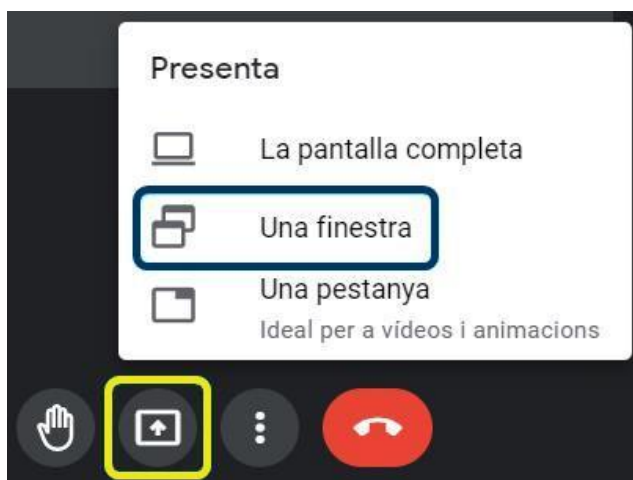 Presenta
La pantalla completa
Una finestra
Una pestanya
Ideal per a vídeos i animacions